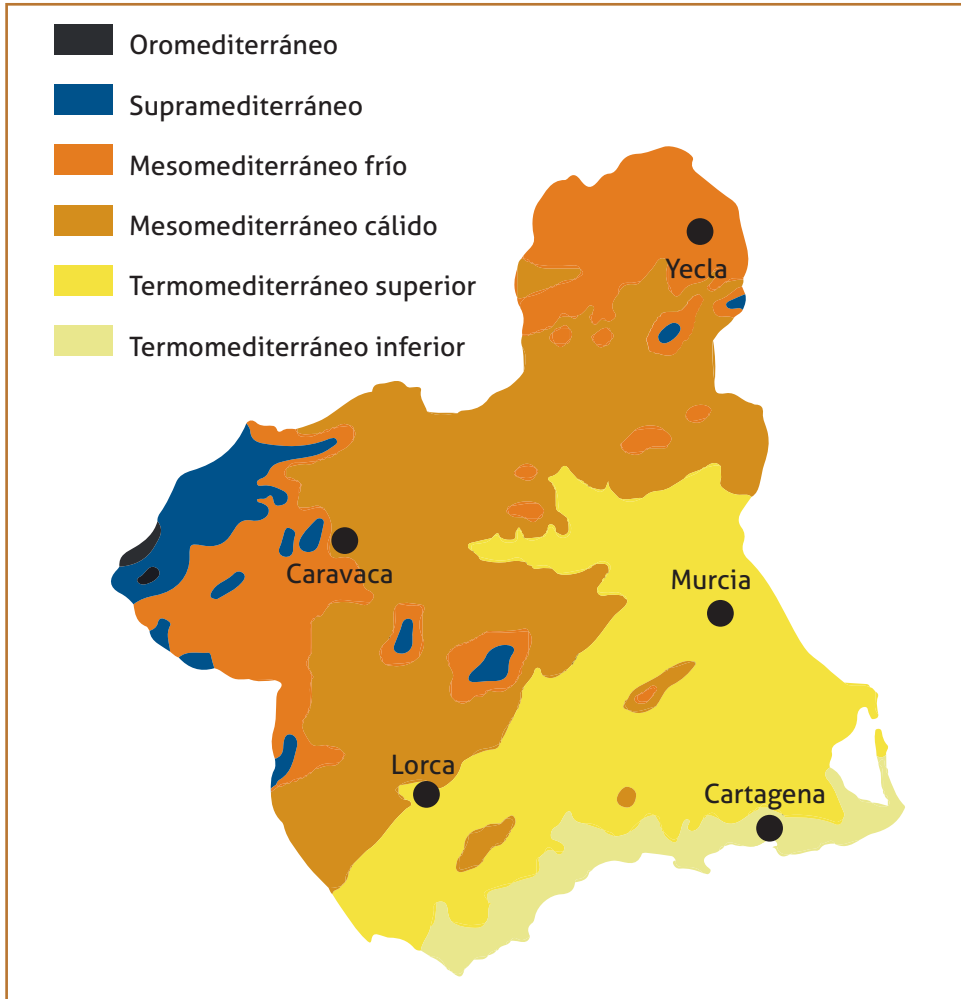 Oromediterráneo
Supramediterráneo
Mesomediterráneo frío
Mesomediterráneo cálido
Termomediterráneo superior
Termomediterráneo inferior
Yecla
Caravaca
Murcia
Lorca
Cartagena